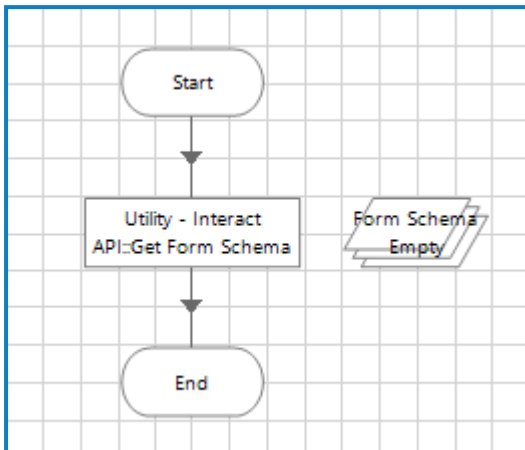 Start
Utility - Interact
API::Get Form Schema
Form Schema
Empty
End